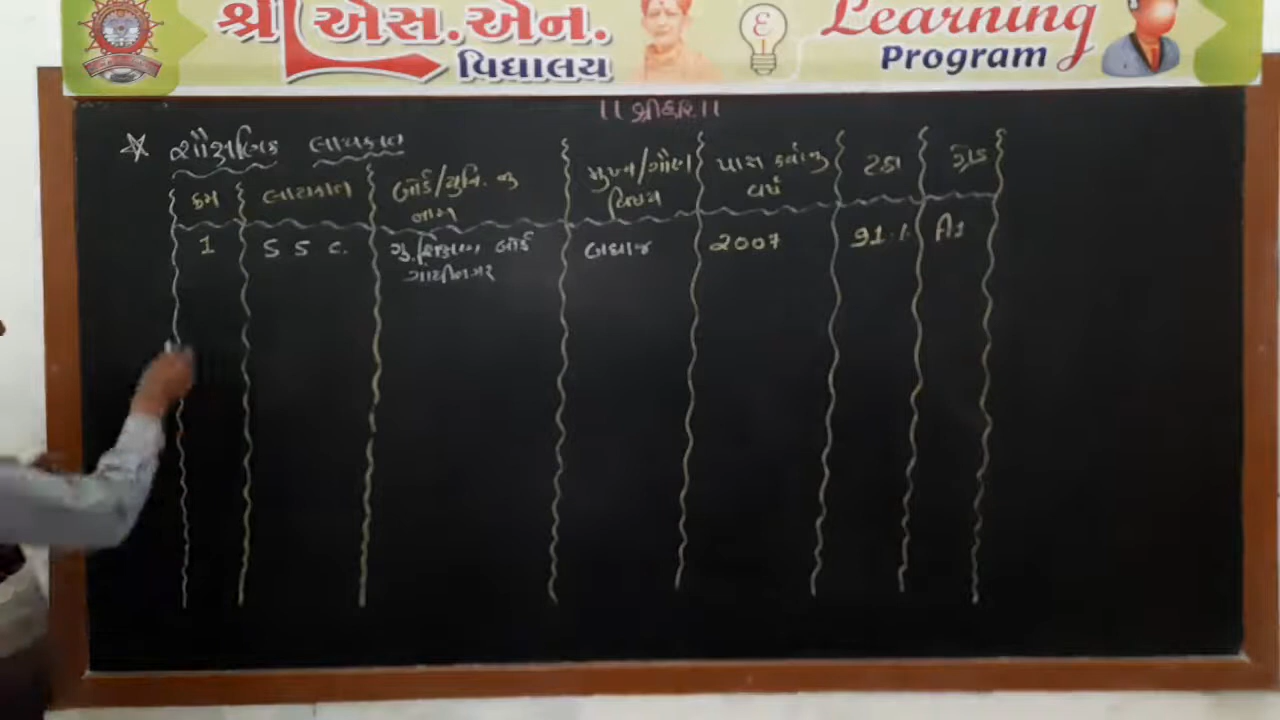 શ્રી એસ.એન.
વિદ્યાલય
Learning
Program
।। શ્રીહરિ ।।
શૈક્ષણિક લાયકાત
ક્રમ લાયકાત બોર્ડ/યુનિ. નુ નામ મુખ્ય/ગૌણ વિષય પાસ કર્યાનુ વર્ષ ટકા ગ્રેડ
1 S S C. ગુ. શિક્ષણ બોર્ડ ગાંધીનગર બધાજ 2007 91% A1